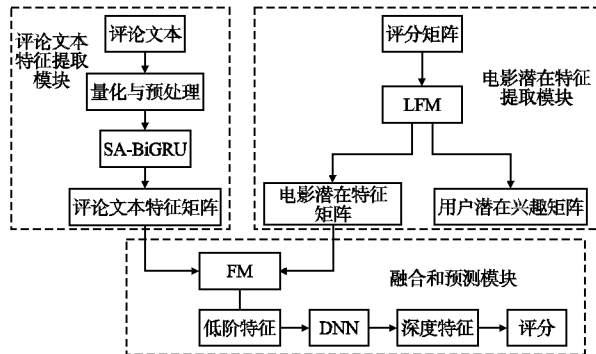 评论文本
特征提取
模块
评论文本
量化与预处理
SA-BiGRU
评论文本特征矩阵
评分矩阵
电影潜在特征
提取模块
LFM
电影潜在特征
矩阵
用户潜在兴趣矩阵
FM
融合和预测模块
低阶特征
DNN
深度特征
评分